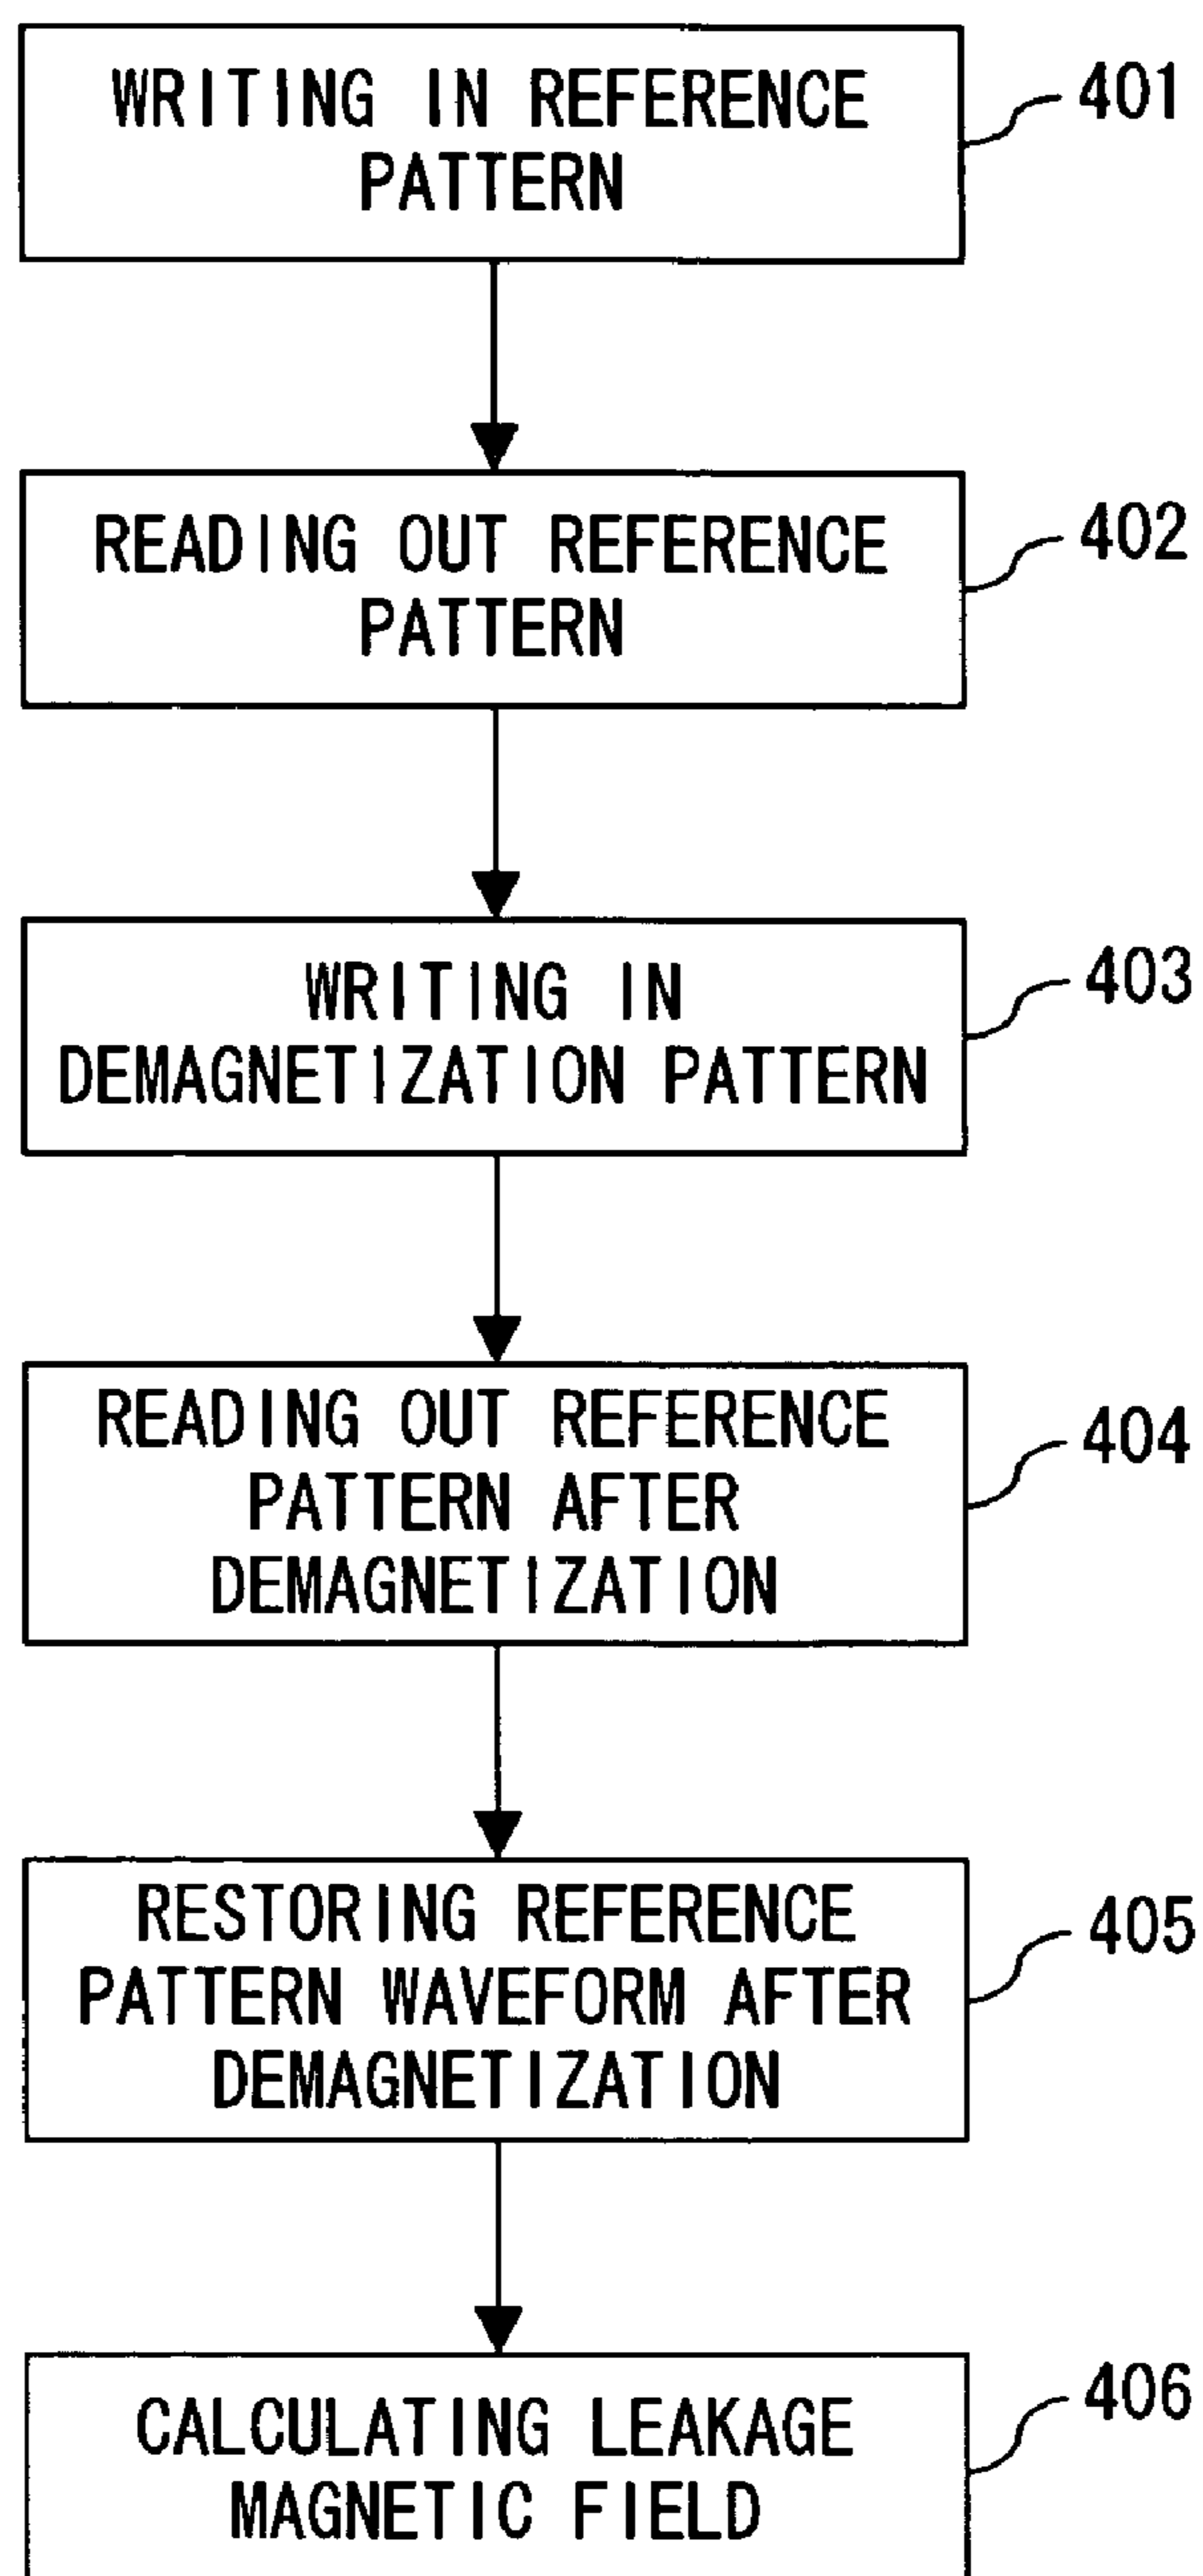 WRITING IN REFERENCE
PATTERN
401
READING OUT REFERENCE
PATTERN
402
WRITING IN
DEMAGNETIZATION PATTERN
403
READING OUT REFERENCE
PATTERN AFTER
DEMAGNETIZATION
404
RESTORING REFERENCE
PATTERN WAVEFORM AFTER
DEMAGNETIZATION
405
CALCULATING LEAKAGE
MAGNETIC FIELD
406